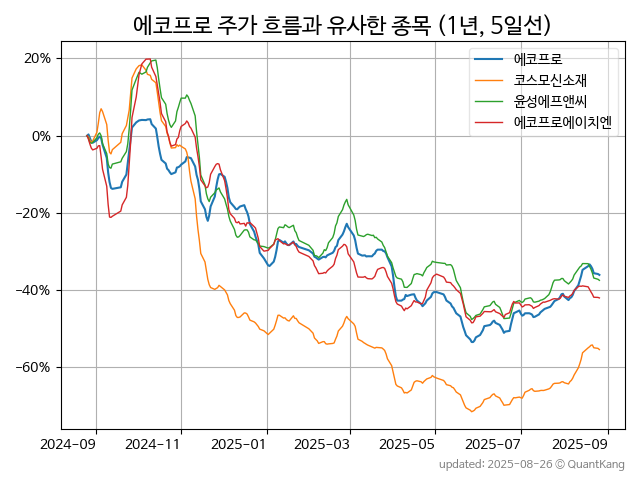 에코프로 주가 흐름과 유사한 종목 (1년, 5일선)
에코프로
코스모신소재
윤성에프앤씨
에코프로에이치엔
20%
0%
−20%
−40%
−60%
2024-09 2024-11 2025-01 2025-03 2025-05 2025-07 2025-09
updated: 2025-08-26 © QuantKang